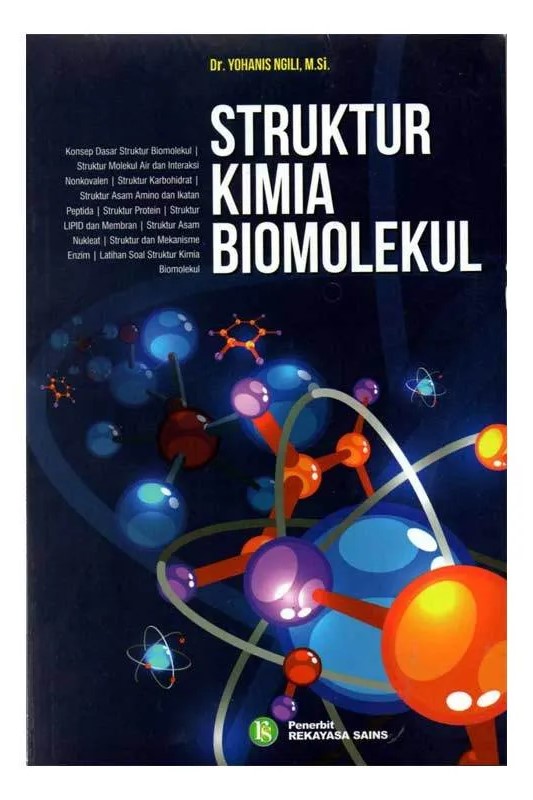 Dr. YOHANIS NGILI, M.Si.
STRUKTUR
KIMIA
BIOMOLEKUL
Konsep Dasar Struktur Biomolekul |
Struktur Molekul Air dan Interaksi
Nonkovalen | Struktur Karbohidrat |
Struktur Asam Amino dan Ikatan
Peptida | Struktur Protein | Struktur
LIPID dan Membran | Struktur Asam
Nukleat | Struktur dan Mekanisme
Enzim | Latihan Soal Struktur Kimia
Biomolekul
rs
Penerbit
REKAYASA SAINS